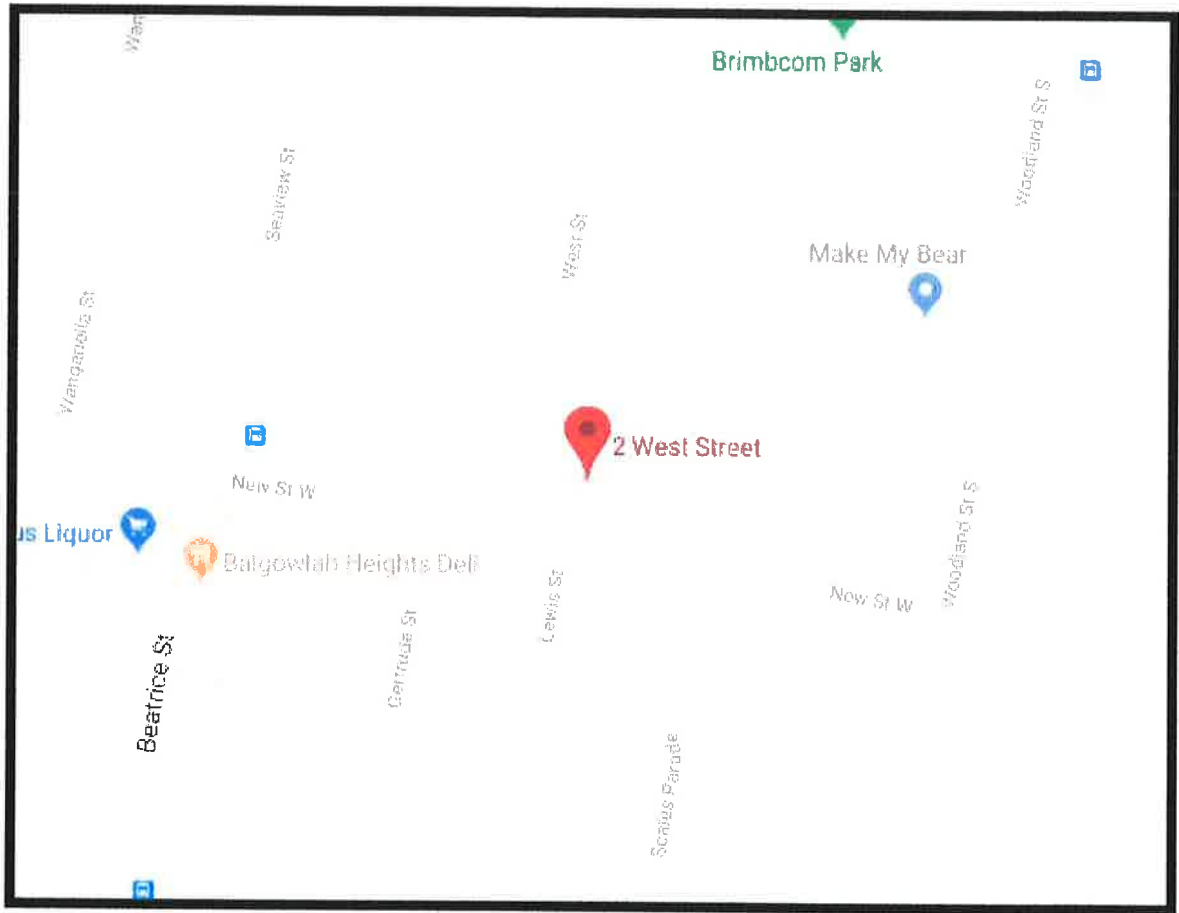 Brimbcom Park
Woodland St S
Seaview St
West St
Make My Bear
Wanganella St
2 West Street
New St W
us Liquor
Balgowlah Heights Deli
Woodland St S
New St W
Lewis St
Gertrude St
Beatrice St
Parade